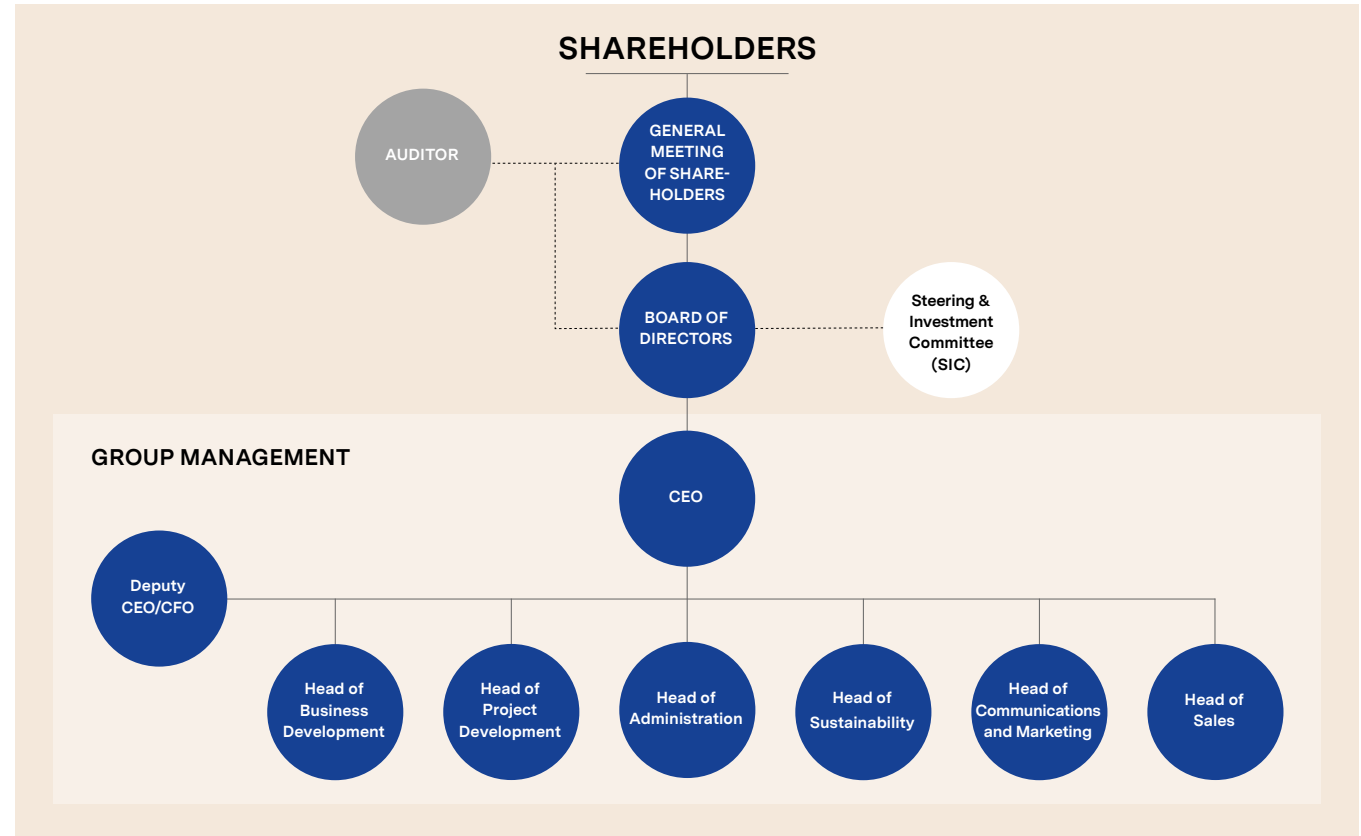 SHAREHOLDERS
AUDITOR
GENERAL
MEETING
OF SHARE-
HOLDERS
BOARD OF
DIRECTORS
Steering &
Investment
Committee
(SIC)
GROUP MANAGEMENT
CEO
Deputy
CEO/CFO
Head of
Business
Development
Head of
Project
Development
Head of
Administration
Head of
Sustainability
Head of
Communications
and Marketing
Head of
Sales